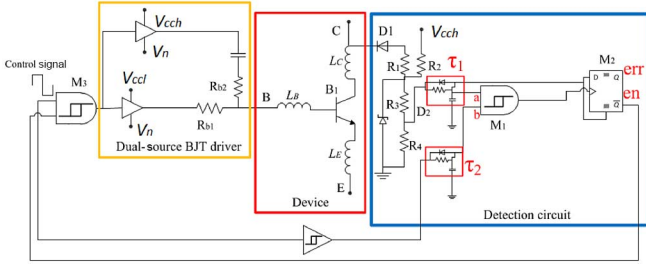 Vcch
Vn
Control signal
M3
Vccl
Vn
Rb2
Rb1
Dual-source BJT driver
B
LB
C
LC
B1
LE
E
Device
D1
Vcch
R1
R2
R3
D2
R4
τ1
a
b
M1
τ2
M2
D
Q
Q
err
en
Detection circuit